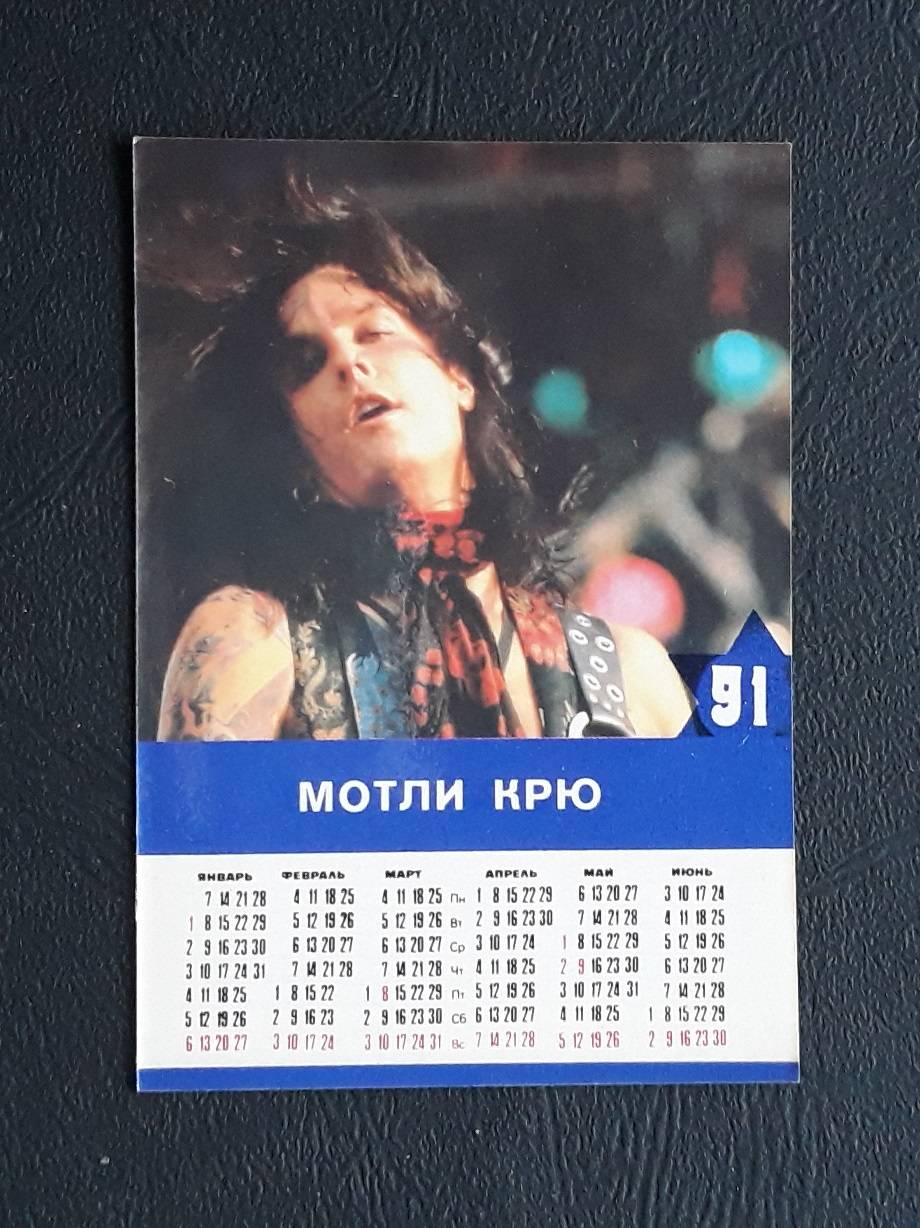 91
МОТЛИ КРЮ
ЯНВАРЬ ФЕВРАЛЬ МАРТ АПРЕЛЬ МАЙ ИЮНЬ
7 14 21 28 4 11 18 25 4 11 18 25 Пн 1 8 15 22 29 6 13 20 27 3 10 17 24
1 8 15 22 29 5 12 19 26 5 12 19 26 Вт 2 9 16 23 30 7 14 21 28 4 11 18 25
2 9 16 23 30 6 13 20 27 6 13 20 27 Ср 3 10 17 24 1 8 15 22 29 5 12 19 26
3 10 17 24 31 7 14 21 28 7 14 21 28 Чт 4 11 18 25 2 9 16 23 30 6 13 20 27
4 11 18 25 1 8 15 22 1 8 15 22 29 Пт 5 12 19 26 3 10 17 24 31 7 14 21 28
5 12 19 26 2 9 16 23 2 9 16 23 30 Сб 6 13 20 27 4 11 18 25 1 8 15 22 29
6 13 20 27 3 10 17 24 3 10 17 24 31 Вс 7 14 21 28 5 12 19 26 2 9 16 23 30